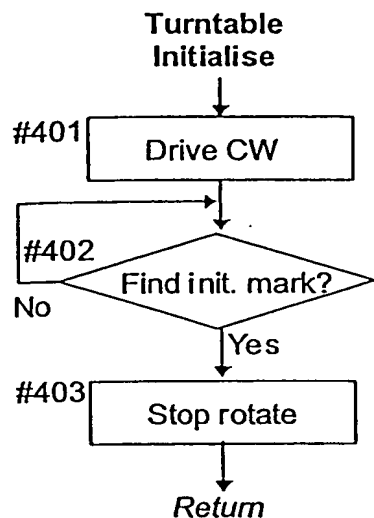 Turntable
Initialise
#401
Drive CW
#402
Find init. mark?
No
Yes
#403
Stop rotate
Return